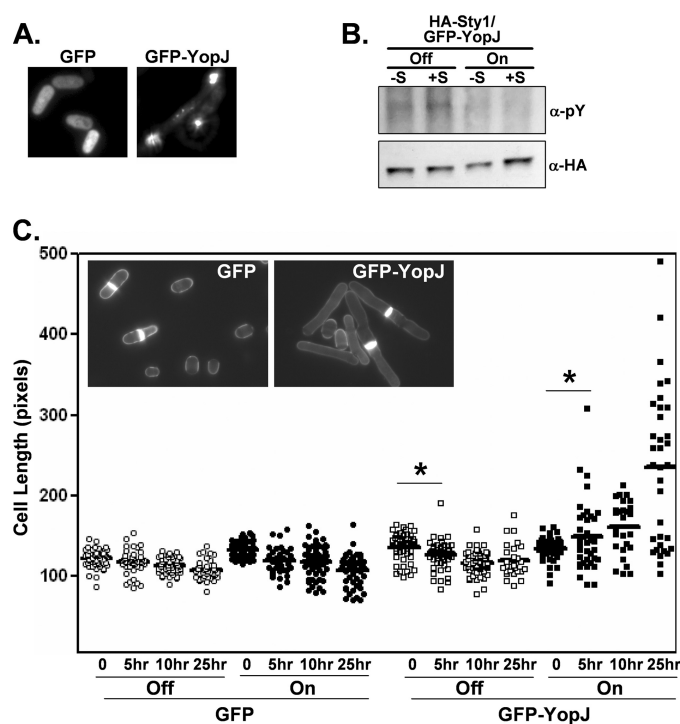 A.
GFP GFP-YopJ
B.
HA-Sty1/
GFP-YopJ
Off On
-S +S -S +S
α-pY
α-HA
C.
GFP GFP-YopJ
500
400
300
200
100
Cell Length (pixels)
*
*
0 5hr 10hr 25hr 0 5hr 10hr 25hr 0 5hr 10hr 25hr 0 5hr 10hr 25hr
Off On Off On
GFP GFP-YopJ